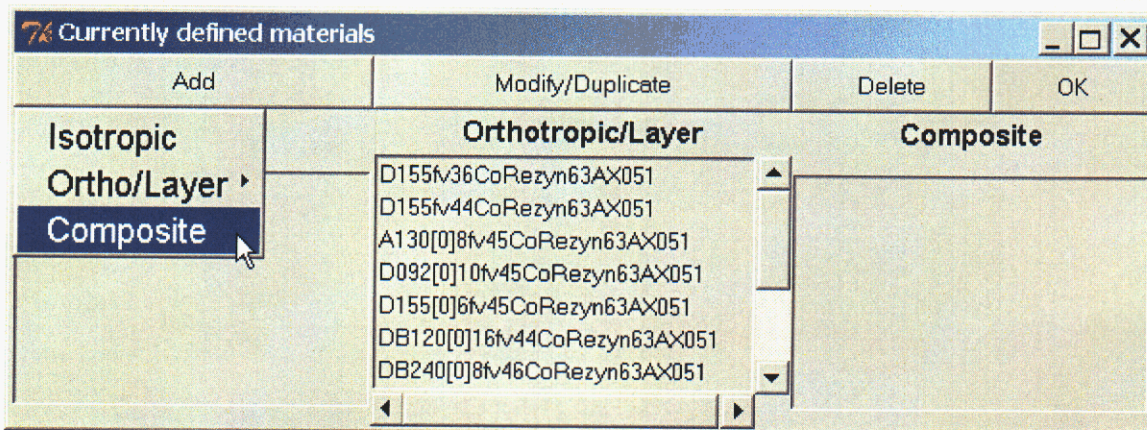 Currently defined materials
Add Modify/Duplicate Delete OK
Isotropic
Ortho/Layer
Composite
Orthotropic/Layer
D155fv36CoRezyn63AX051
D155fv44CoRezyn63AX051
A130[0]8fv45CoRezyn63AX051
D092[0]10fv45CoRezyn63AX051
D155[0]6fv45CoRezyn63AX051
DB120[0]16fv44CoRezyn63AX051
DB240[0]8fv46CoRezyn63AX051
Composite